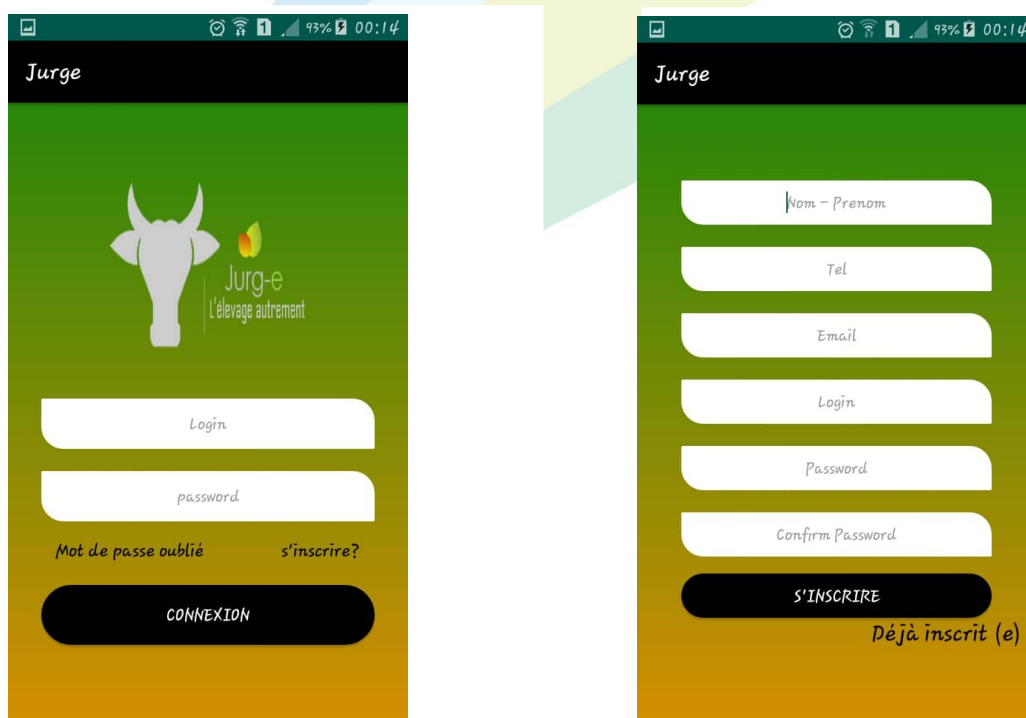 93% 00:14
Jurge
Jurg-e
L'élevage autrement
Login
password
Mot de passe oublié s'inscrire?
CONNEXION
1 93% 00:14
Jurge
Nom - Prenom
Tel
Email
Login
Password
Confirm Password
S'INSCRIRE
Déjà inscrit (e)